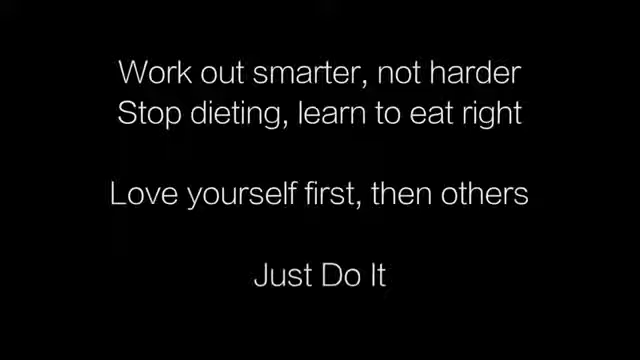 Work out smarter, not harder
Stop dieting, learn to eat right
Love yourself first, then others
Just Do It